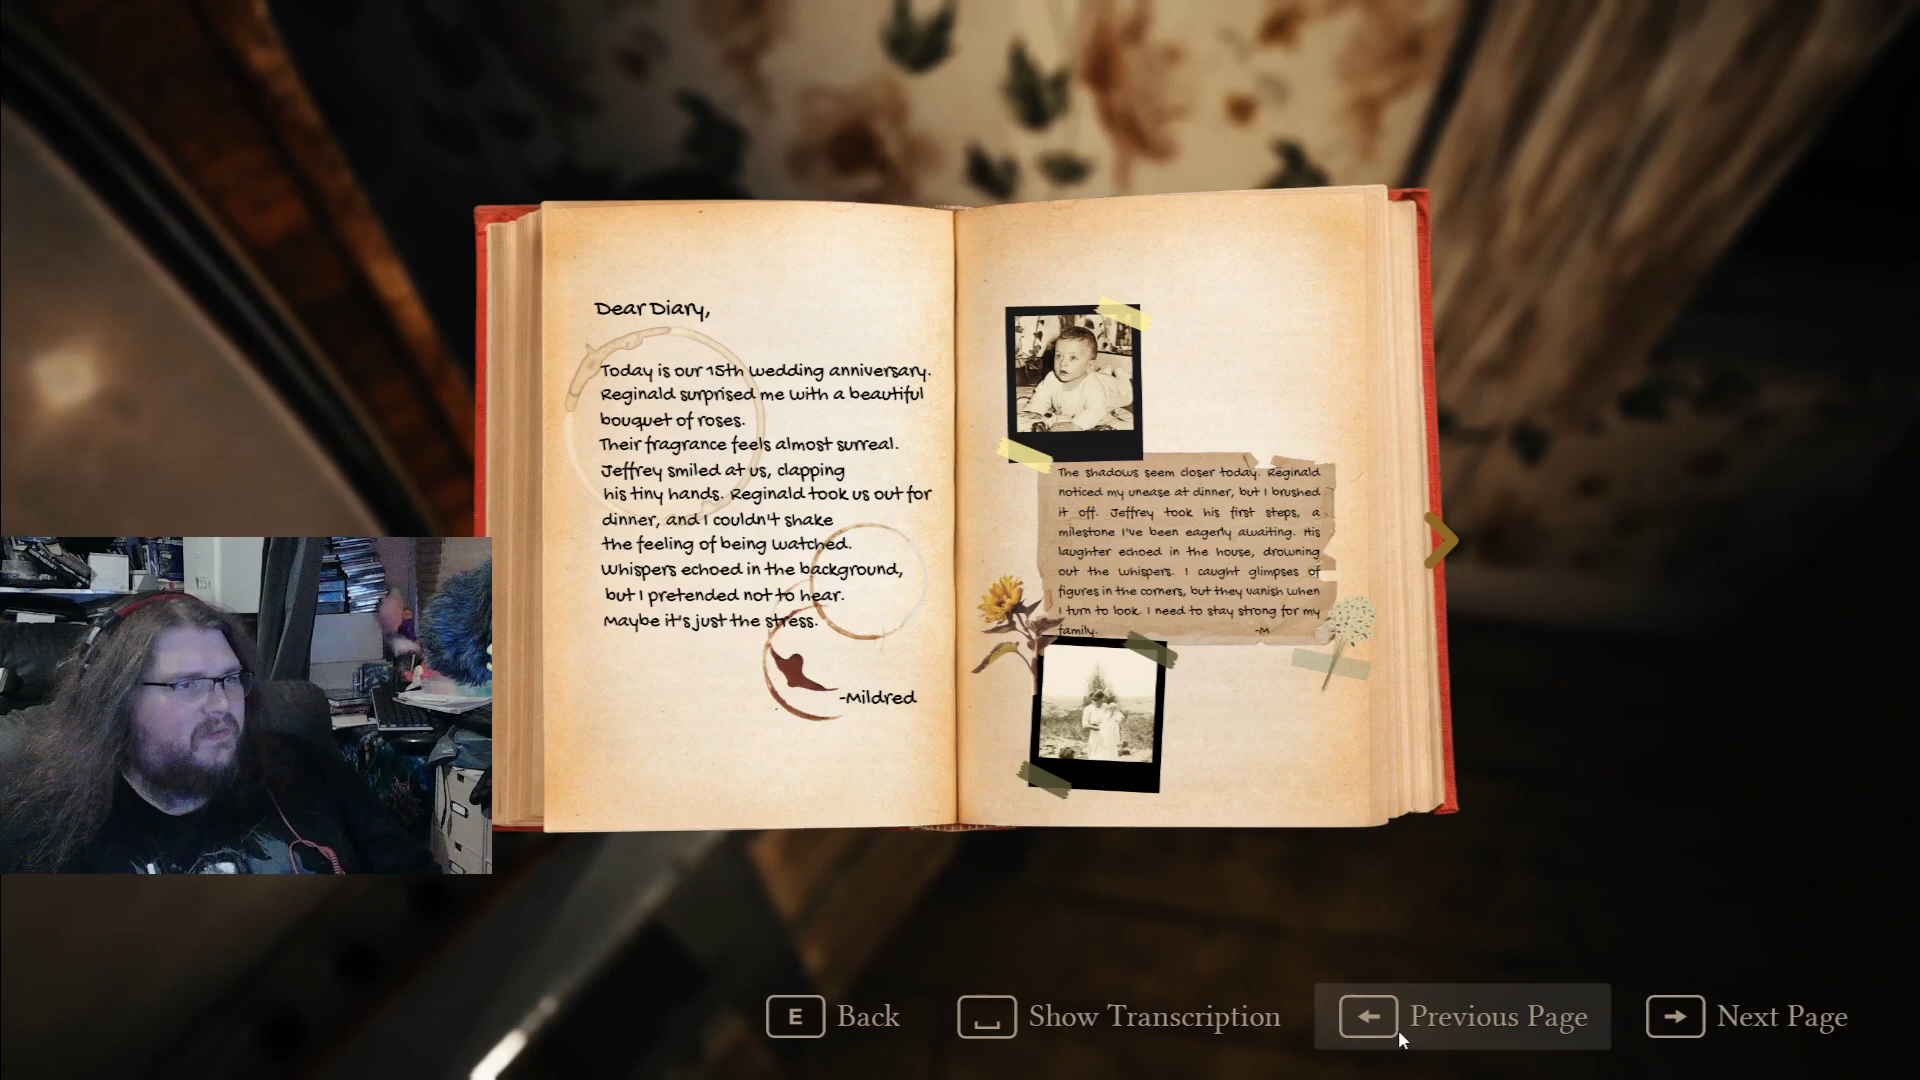 Dear Diary,
Today is our 15th wedding anniversary.
Reginald surprised me with a beautiful
bouquet of roses.
Their fragrance feels almost surreal.
Jeffrey smiled at us, clapping
his tiny hands. Reginald took us out for
dinner, and I couldn't shake
the feeling of being watched.
Whispers echoed in the background,
but I pretended not to hear.
Maybe it's just the stress.
-Mildred
The shadows seem closer today. Reginald
noticed my unease at dinner, but I brushed
it off. Jeffrey took his first steps, a
milestone I've been eagerly awaiting. His
laughter echoed in the house, drowning
out the whispers. I caught glimpses of
figures in the corners, but they vanish when
I turn to look. I need to stay strong for my
family. -M
E Back
Show Transcription
Previous Page
Next Page